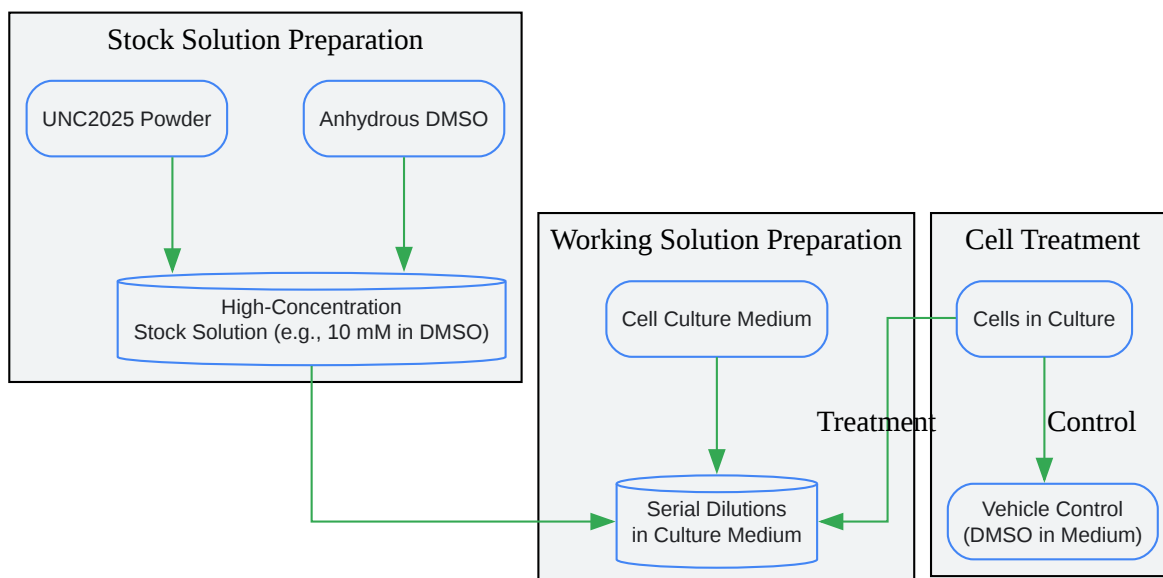 Stock Solution Preparation
UNC2025 Powder
Anhydrous DMSO
High-Concentration
Stock Solution (e.g., 10 mM in DMSO)
Working Solution Preparation
Cell Culture Medium
Serial Dilutions
in Culture Medium
Cell Treatment
Cells in Culture
Treatment
Control
Vehicle Control
(DMSO in Medium)